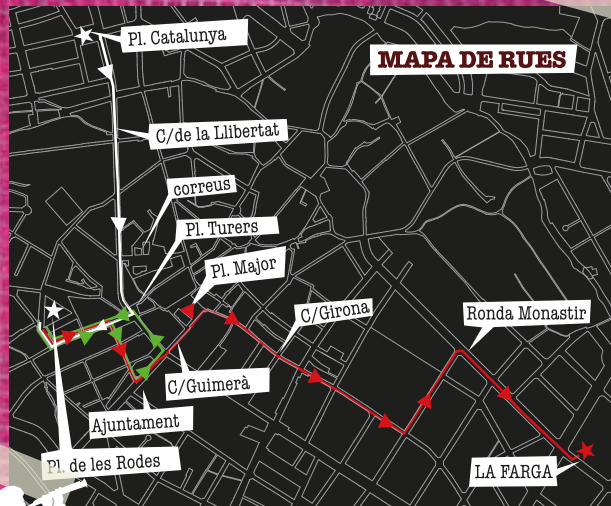 Pl. Catalunya
MAPA DE RUES
C/de la Llibertat
correus
Pl. Turers
Pl. Major
C/Girona
Ronda Monastir
C/Guimerà
Ajuntament
Pl. de les Rodes
LA FARGA